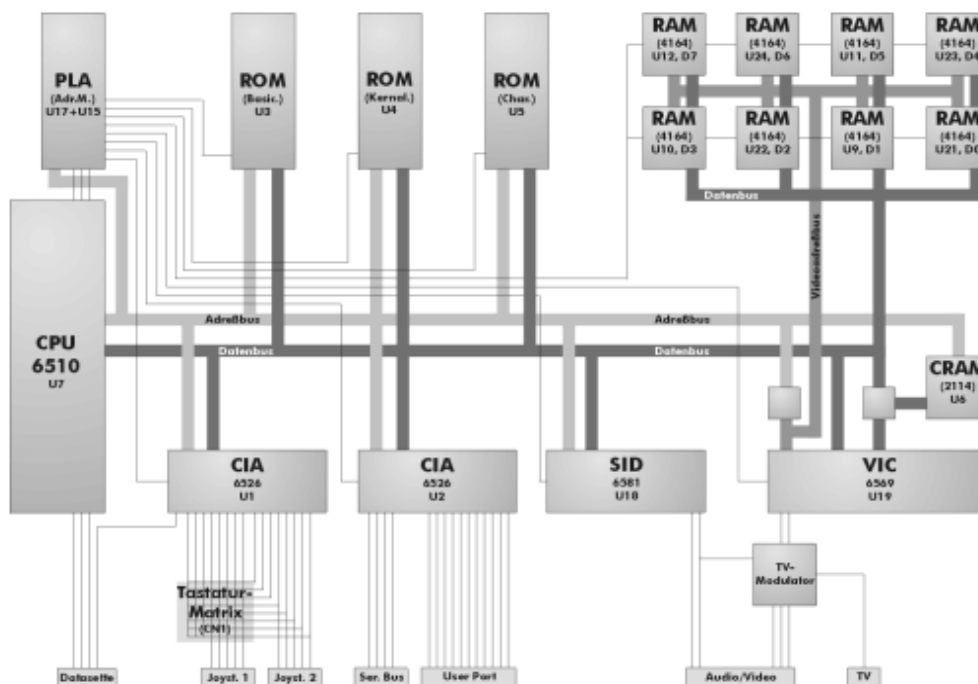 PLA
(Adr.M.)
U17+U15
ROM
(Basic.)
U3
ROM
(Kernal.)
U4
ROM
(Char.)
U5
RAM
(4164)
U12, D7
RAM
(4164)
U24, D6
RAM
(4164)
U11, D5
RAM
(4164)
U23, D4
RAM
(4164)
U10, D3
RAM
(4164)
U22, D2
RAM
(4164)
U9, D1
RAM
(4164)
U21, D0
Datenbus
Videoadreßbus
CPU
6510
U7
Adreßbus
Adreßbus
Datenbus
Datenbus
CRAM
(2114)
U6
CIA
6526
U1
CIA
6526
U2
SID
6581
U18
VIC
6569
U19
TV-
Modulator
Tastatur-
Matrix
(CN1)
Datasette
Joyst. 1
Joyst. 2
Ser. Bus
User Port
Audio/Video
TV